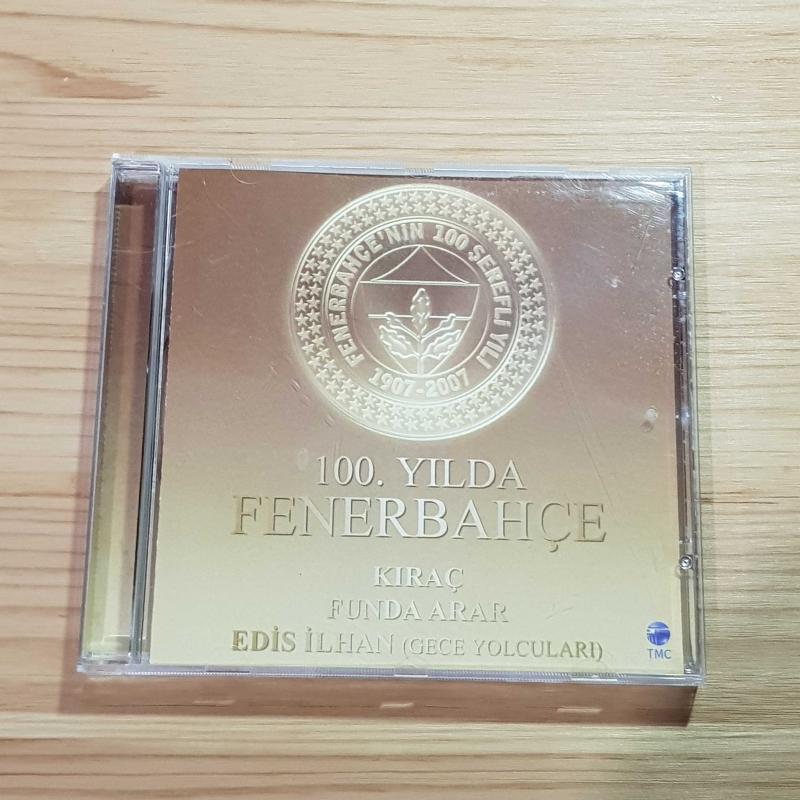 FENERBAHÇE'NİN 100 ŞEREFLİ YILI
1907-2007
100. YILDA
FENERBAHÇE
KIRAÇ
FUNDA ARAR
EDİS İLHAN (GECE YOLCULARI)
TMC